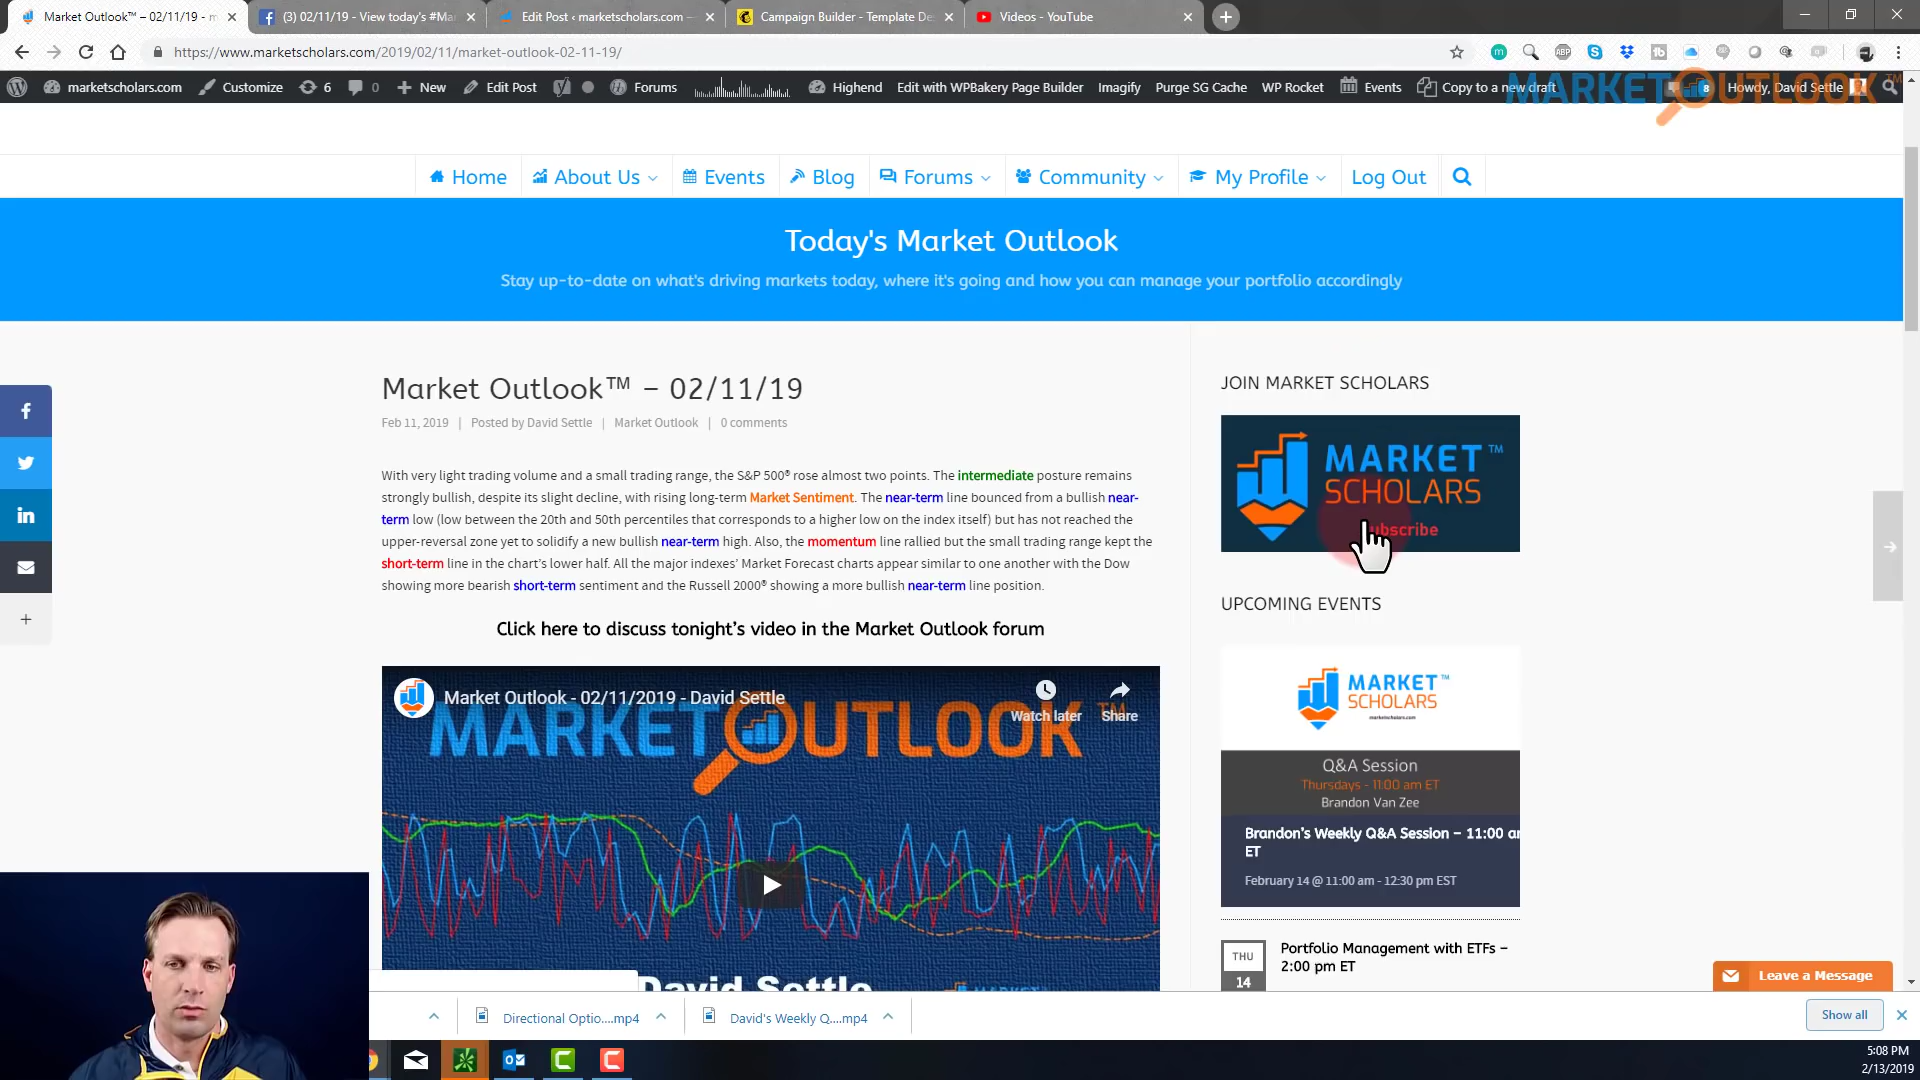 Market Outlook™ – 02/11/19 - m
(3) 02/11/19 - View today's #Mar
Edit Post ‹ marketscholars.com —
Campaign Builder - Template De
Videos - YouTube
https://www.marketscholars.com/2019/02/11/market-outlook-02-11-19/
marketscholars.com
Customize
6
0
New
Edit Post
Forums
Highend
Edit with WPBakery Page Builder
Imagify
Purge SG Cache
WP Rocket
Events
Copy to a new draft
8
Howdy, David Settle
MARKETOUTLOOK™
Home
About Us
Events
Blog
Forums
Community
My Profile
Log Out
Today's Market Outlook
Stay up-to-date on what's driving markets today, where it's going and how you can manage your portfolio accordingly
Market Outlook™ – 02/11/19
Feb 11, 2019 | Posted by David Settle | Market Outlook | 0 comments
With very light trading volume and a small trading range, the S&P 500® rose almost two points. The intermediate posture remains
strongly bullish, despite its slight decline, with rising long-term Market Sentiment. The near-term line bounced from a bullish near-
term low (low between the 20th and 50th percentiles that corresponds to a higher low on the index itself) but has not reached the
upper-reversal zone yet to solidify a new bullish near-term high. Also, the momentum line rallied but the small trading range kept the
short-term line in the chart's lower half. All the major indexes' Market Forecast charts appear similar to one another with the Dow
showing more bearish short-term sentiment and the Russell 2000® showing a more bullish near-term line position.
Click here to discuss tonight's video in the Market Outlook forum
Market Outlook - 02/11/2019 - David Settle
Watch later
Share
MARKETOUTLOOK™
David Settle
JOIN MARKET SCHOLARS
MARKET™
SCHOLARS
ubscribe
UPCOMING EVENTS
MARKET™
SCHOLARS
marketscholars.com
Q&A Session
Thursdays - 11:00 am ET
Brandon Van Zee
Brandon's Weekly Q&A Session – 11:00 am
ET
February 14 @ 11:00 am - 12:30 pm EST
THU
14
Portfolio Management with ETFs –
2:00 pm ET
Leave a Message
Directional Optio....mp4
David's Weekly Q....mp4
Show all
5:08 PM
2/13/2019